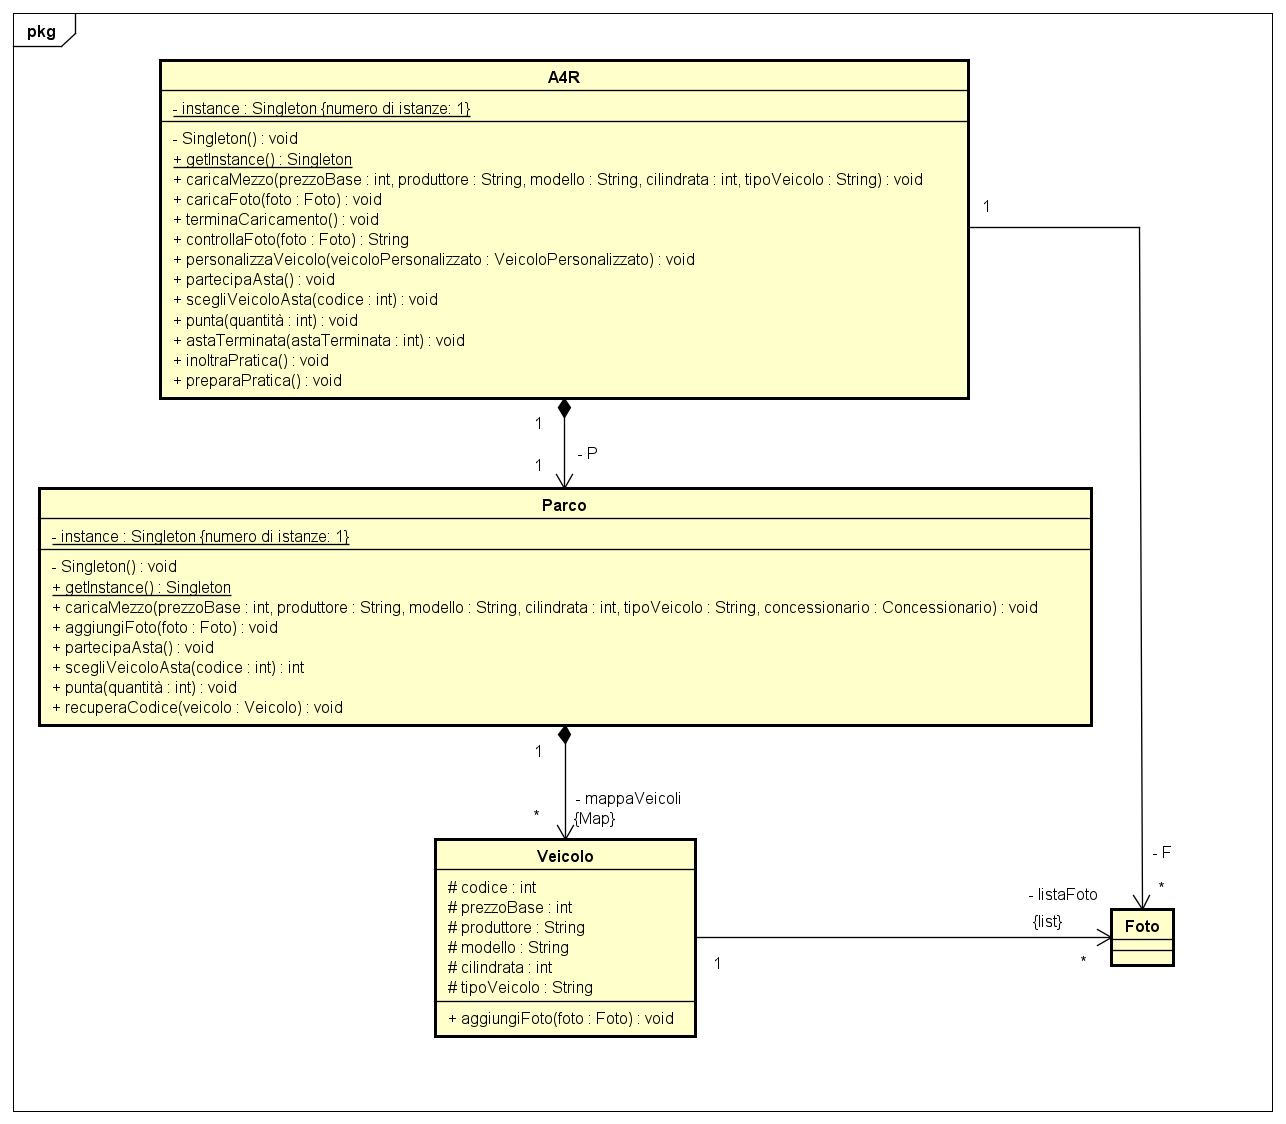 pkg
A4R
- instance : Singleton {numero di istanze: 1}
- Singleton() : void
+ getInstance() : Singleton
+ caricaMezzo(prezzoBase : int, produttore : String, modello : String, cilindrata : int, tipoVeicolo : String) : void
+ caricaFoto(foto : Foto) : void
+ terminaCaricamento() : void
+ controllaFoto(foto : Foto) : String
+ personalizzaVeicolo(veicoloPersonalizzato : VeicoloPersonalizzato) : void
+ partecipaAsta() : void
+ scegliVeicoloAsta(codice : int) : void
+ punta(quantità : int) : void
+ astaTerminata(astaTerminata : int) : void
+ inoltraPratica() : void
+ preparaPratica() : void
1
1
- P
1
Parco
- instance : Singleton {numero di istanze: 1}
- Singleton() : void
+ getInstance() : Singleton
+ caricaMezzo(prezzoBase : int, produttore : String, modello : String, cilindrata : int, tipoVeicolo : String, concessionario : Concessionario) : void
+ aggiungiFoto(foto : Foto) : void
+ partecipaAsta() : void
+ scegliVeicoloAsta(codice : int) : int
+ punta(quantità : int) : void
+ recuperaCodice(veicolo : Veicolo) : void
1
- mappaVeicoli
{Map}
*
Veicolo
# codice : int
# prezzoBase : int
# produttore : String
# modello : String
# cilindrata : int
# tipoVeicolo : String
+ aggiungiFoto(foto : Foto) : void
1
- listaFoto
{list}
*
- F
*
Foto